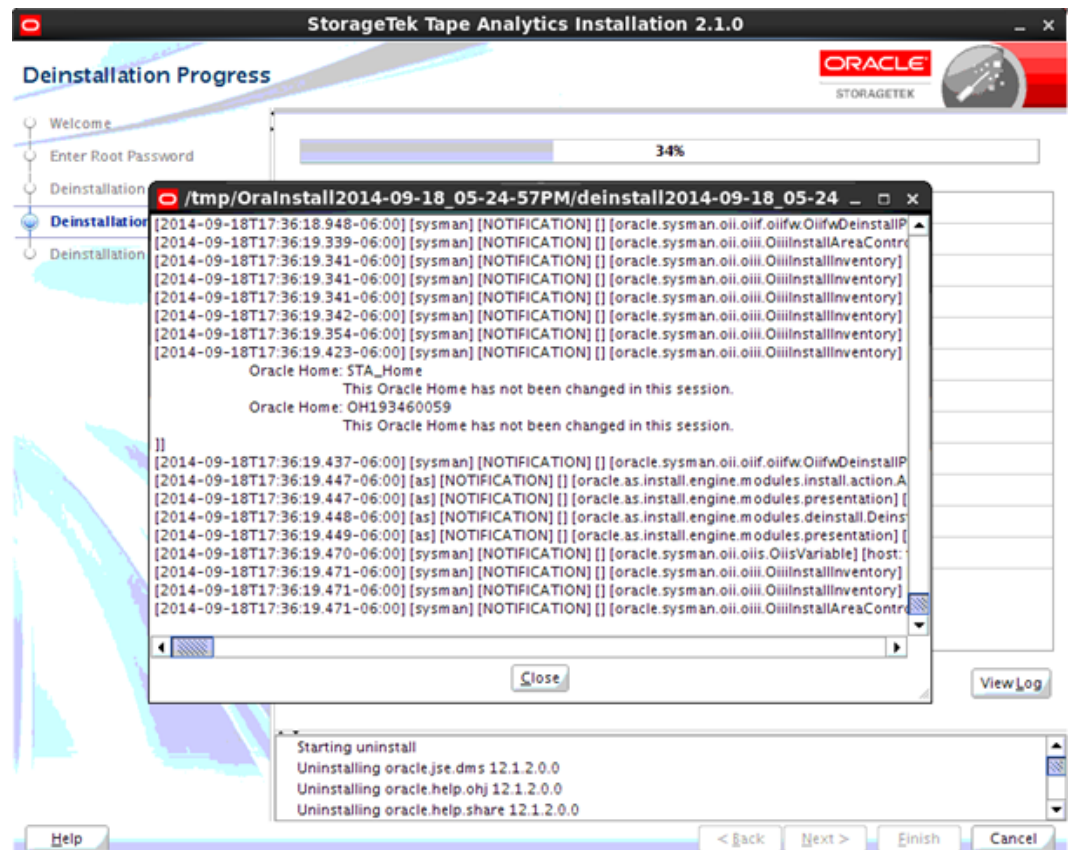 StorageTek Tape Analytics Installation 2.1.0
Deinstallation Progress
ORACLE
STORAGETEK
Welcome
Enter Root Password
34%
Deinstallation
Deinstallation
Deinstallation
/tmp/OraInstall2014-09-18_05-24-57PM/deinstall2014-09-18_05-24
[2014-09-18T17:36:18.948-06:00] [sysman] [NOTIFICATION] [] [oracle.sysman.oii.oiif.oiifw.OiifwDeinstallP
[2014-09-18T17:36:19.339-06:00] [sysman] [NOTIFICATION] [] [oracle.sysman.oii.oiii.OiiiInstallAreaContro
[2014-09-18T17:36:19.341-06:00] [sysman] [NOTIFICATION] [] [oracle.sysman.oii.oiii.OiiiInstallInventory]
[2014-09-18T17:36:19.341-06:00] [sysman] [NOTIFICATION] [] [oracle.sysman.oii.oiii.OiiiInstallInventory]
[2014-09-18T17:36:19.341-06:00] [sysman] [NOTIFICATION] [] [oracle.sysman.oii.oiii.OiiiInstallInventory]
[2014-09-18T17:36:19.342-06:00] [sysman] [NOTIFICATION] [] [oracle.sysman.oii.oiii.OiiiInstallInventory]
[2014-09-18T17:36:19.354-06:00] [sysman] [NOTIFICATION] [] [oracle.sysman.oii.oiii.OiiiInstallInventory]
[2014-09-18T17:36:19.423-06:00] [sysman] [NOTIFICATION] [] [oracle.sysman.oii.oiii.OiiiInstallInventory]
Oracle Home: STA_Home
This Oracle Home has not been changed in this session.
Oracle Home: OH193460059
This Oracle Home has not been changed in this session.
]]
[2014-09-18T17:36:19.437-06:00] [sysman] [NOTIFICATION] [] [oracle.sysman.oii.oiif.oiifw.OiifwDeinstallP
[2014-09-18T17:36:19.447-06:00] [as] [NOTIFICATION] [] [oracle.as.install.engine.modules.install.action.A
[2014-09-18T17:36:19.447-06:00] [as] [NOTIFICATION] [] [oracle.as.install.engine.modules.presentation] [
[2014-09-18T17:36:19.448-06:00] [as] [NOTIFICATION] [] [oracle.as.install.engine.modules.deinstall.Deins
[2014-09-18T17:36:19.449-06:00] [as] [NOTIFICATION] [] [oracle.as.install.engine.modules.presentation] [
[2014-09-18T17:36:19.470-06:00] [sysman] [NOTIFICATION] [] [oracle.sysman.oii.oiis.OiisVariable] [host:
[2014-09-18T17:36:19.471-06:00] [sysman] [NOTIFICATION] [] [oracle.sysman.oii.oiii.OiiiInstallInventory]
[2014-09-18T17:36:19.471-06:00] [sysman] [NOTIFICATION] [] [oracle.sysman.oii.oiii.OiiiInstallInventory]
[2014-09-18T17:36:19.471-06:00] [sysman] [NOTIFICATION] [] [oracle.sysman.oii.oiii.OiiiInstallAreaContro
Close
View Log
Starting uninstall
Uninstalling oracle.jse.dms 12.1.2.0.0
Uninstalling oracle.help.ohj 12.1.2.0.0
Uninstalling oracle.help.share 12.1.2.0.0
Help
< Back
Next >
Finish
Cancel